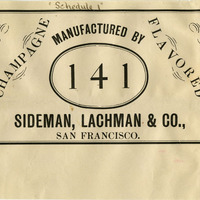 "Schedule 1"
CHAMPAGNE FLAVORED
MANUFACTURED BY
141
SIDEMAN, LACHMAN & CO.,
SAN FRANCISCO.